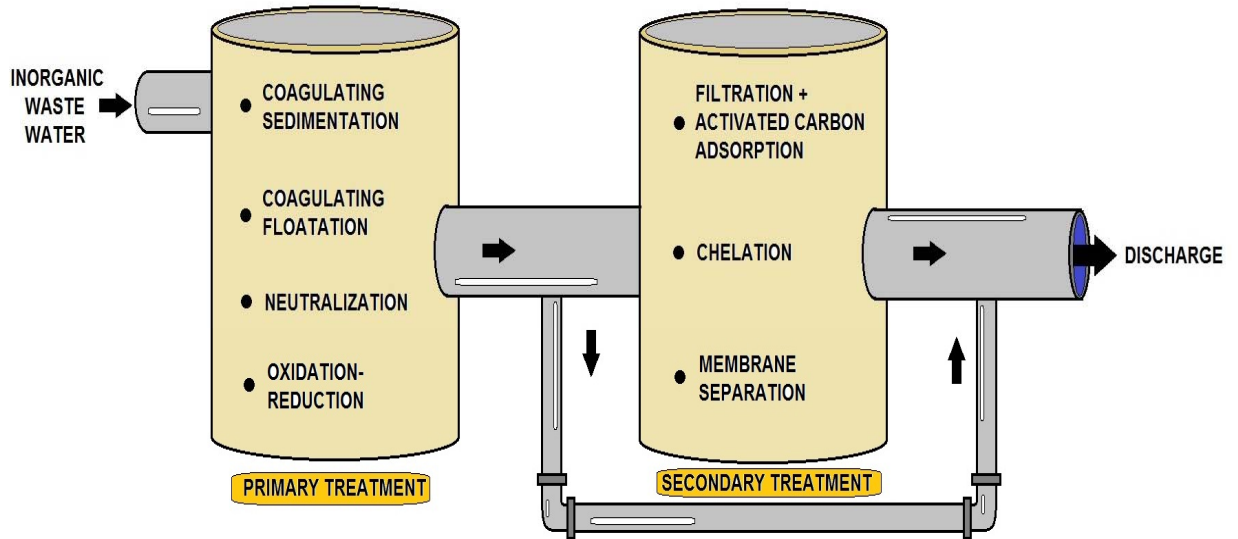 INORGANIC
WASTE
WATER
COAGULATING
SEDIMENTATION
COAGULATING
FLOATATION
NEUTRALIZATION
OXIDATION-
REDUCTION
PRIMARY TREATMENT
FILTRATION +
ACTIVATED CARBON
ADSORPTION
CHELATION
MEMBRANE
SEPARATION
SECONDARY TREATMENT
DISCHARGE